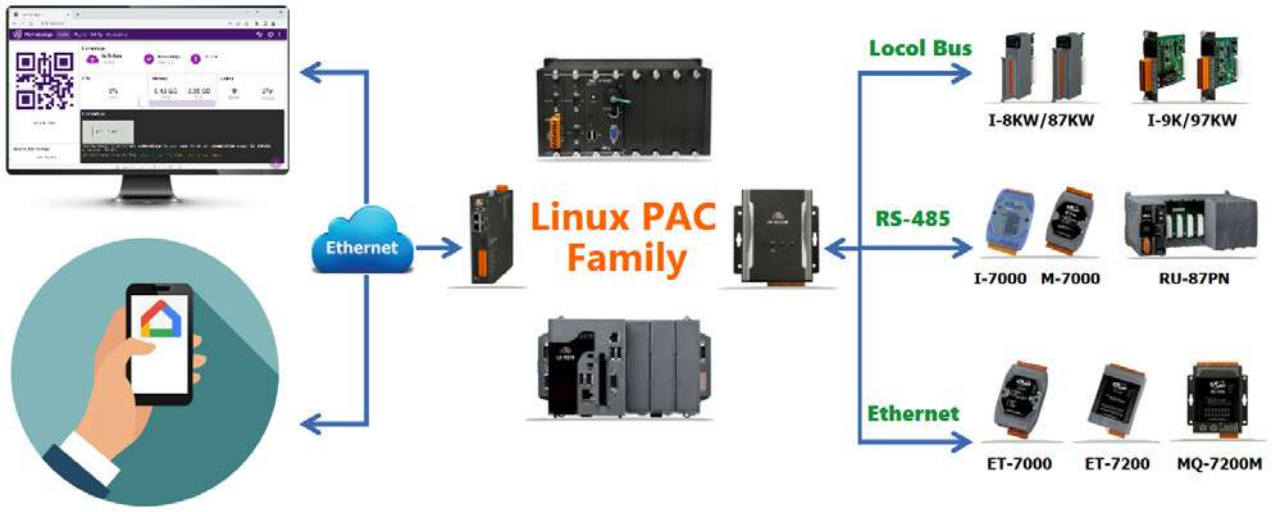 Locol Bus
I-8KW/87KW
I-9K/97KW
Ethernet
Linux PAC
Family
RS-485
I-7000
M-7000
RU-87PN
Ethernet
ET-7000
ET-7200
MQ-7200M